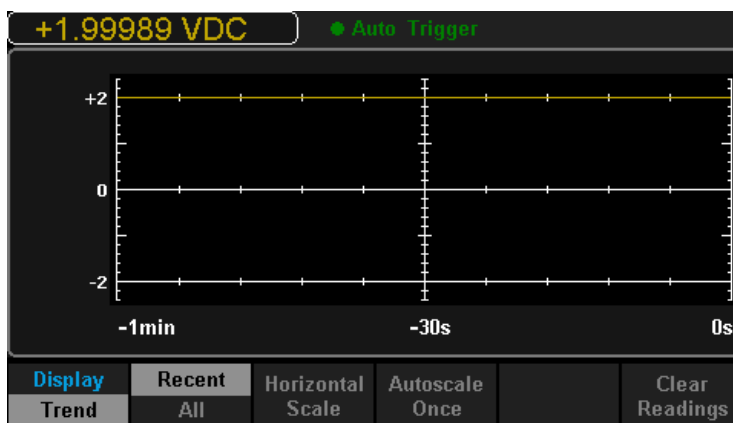 +1.99989 VDC
Auto Trigger
+2
0
-2
-1min -30s 0s
Display Recent Horizontal Autoscale Clear
Trend All Scale Once Readings